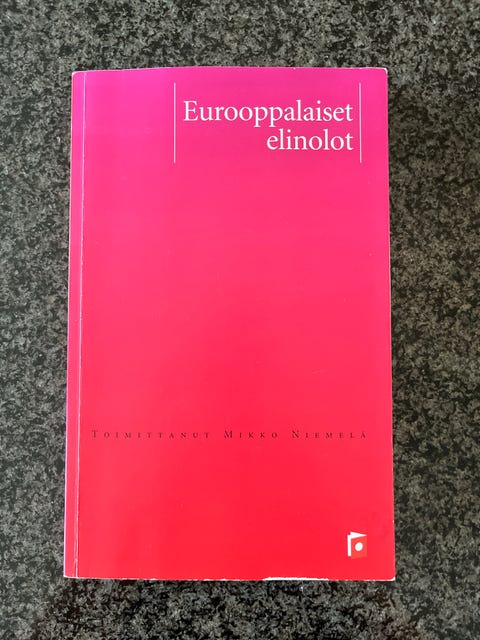 Eurooppalaiset
elinolot
Toimittanut Mikko Niemelä